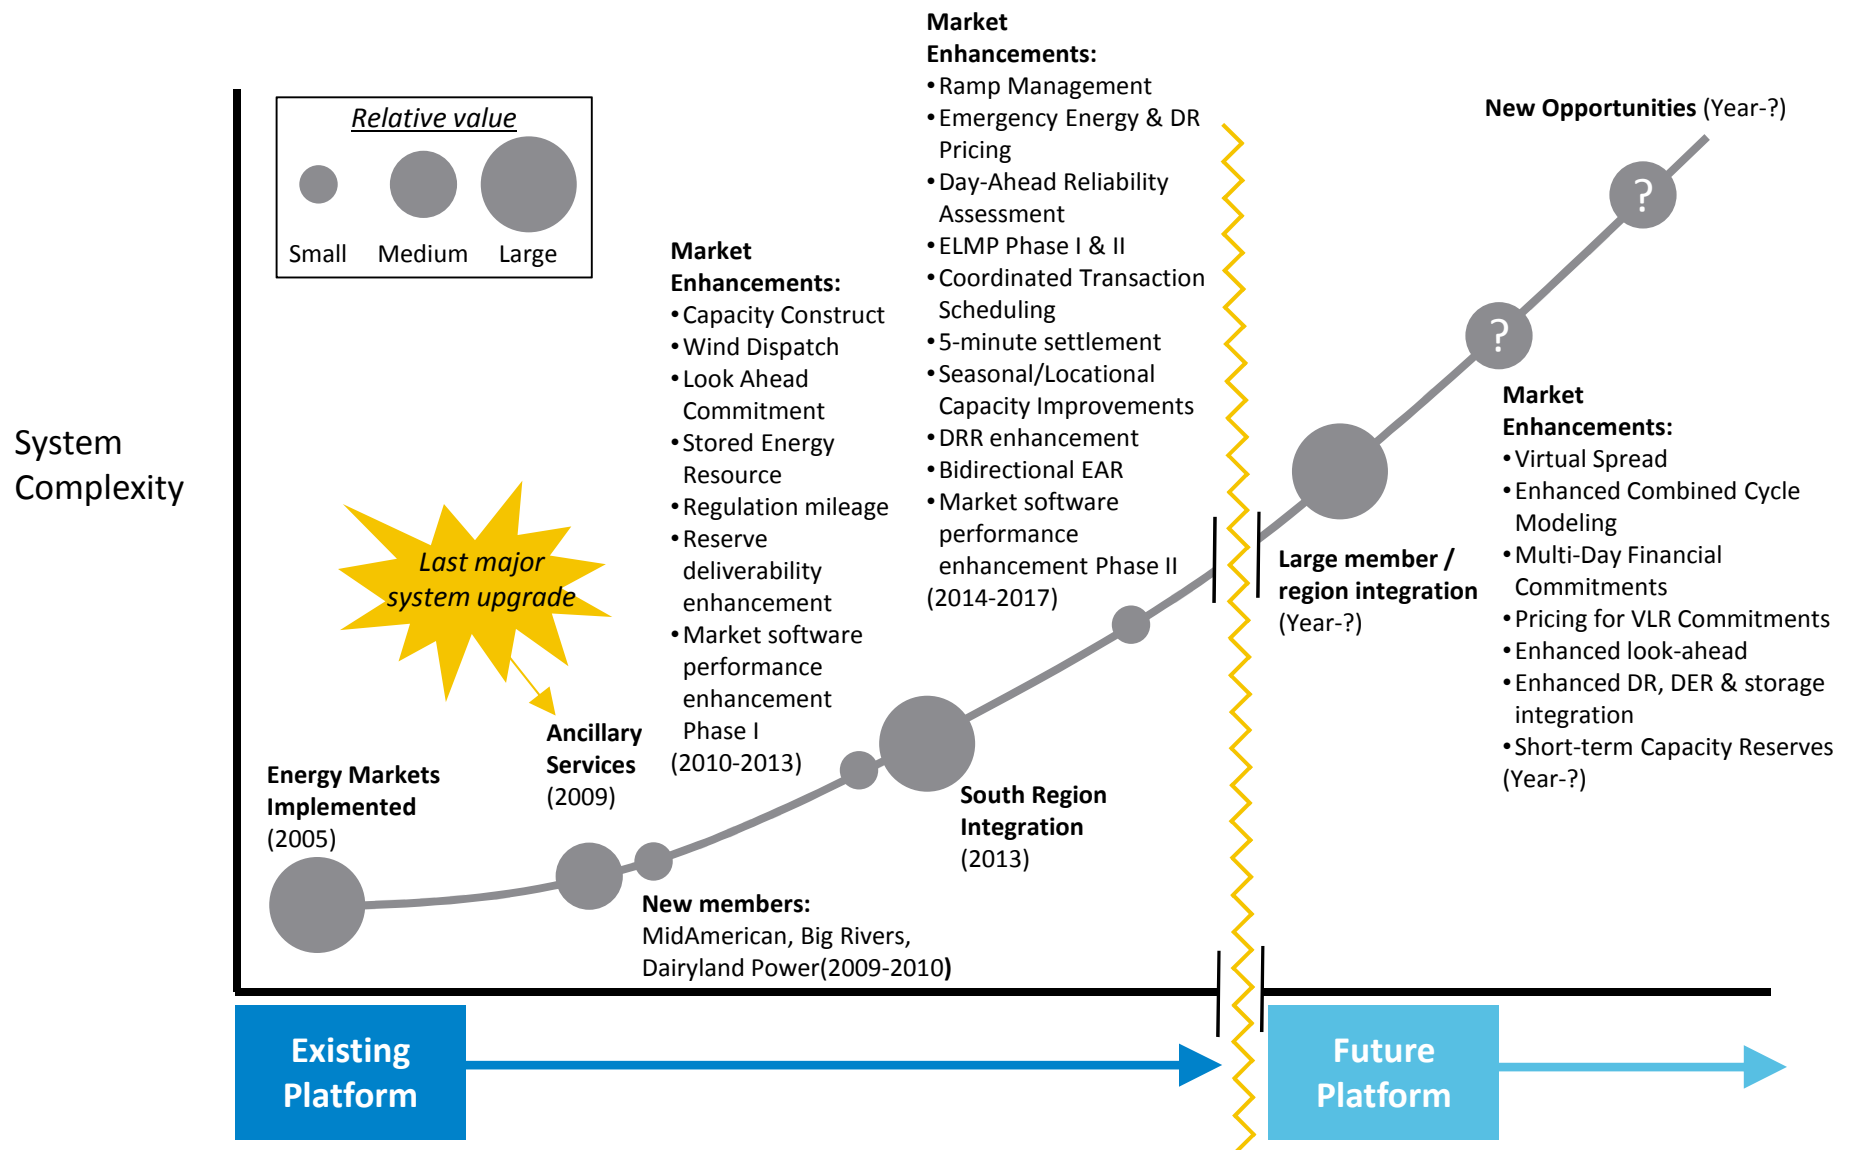 System
Complexity
Relative value
Small
Medium
Large
Last major
system upgrade
Energy Markets
Implemented
(2005)
Ancillary
Services
(2009)
New members:
MidAmerican, Big Rivers,
Dairyland Power(2009-2010)
Market
Enhancements:
•Capacity Construct
•Wind Dispatch
•Look Ahead
Commitment
•Stored Energy
Resource
•Regulation mileage
•Reserve
deliverability
enhancement
•Market software
performance
enhancement
Phase I
(2010-2013)
South Region
Integration
(2013)
Market
Enhancements:
•Ramp Management
•Emergency Energy & DR
Pricing
•Day-Ahead Reliability
Assessment
•ELMP Phase I & II
•Coordinated Transaction
Scheduling
•5-minute settlement
•Seasonal/Locational
Capacity Improvements
•DRR enhancement
•Bidirectional EAR
•Market software
performance
enhancement Phase II
(2014-2017)
Large member /
region integration
(Year-?)
?
Market
Enhancements:
•Virtual Spread
•Enhanced Combined Cycle
Modeling
•Multi-Day Financial
Commitments
•Pricing for VLR Commitments
•Enhanced look-ahead
•Enhanced DR, DER & storage
integration
•Short-term Capacity Reserves
(Year-?)
?
New Opportunities (Year-?)
Existing
Platform
Future
Platform